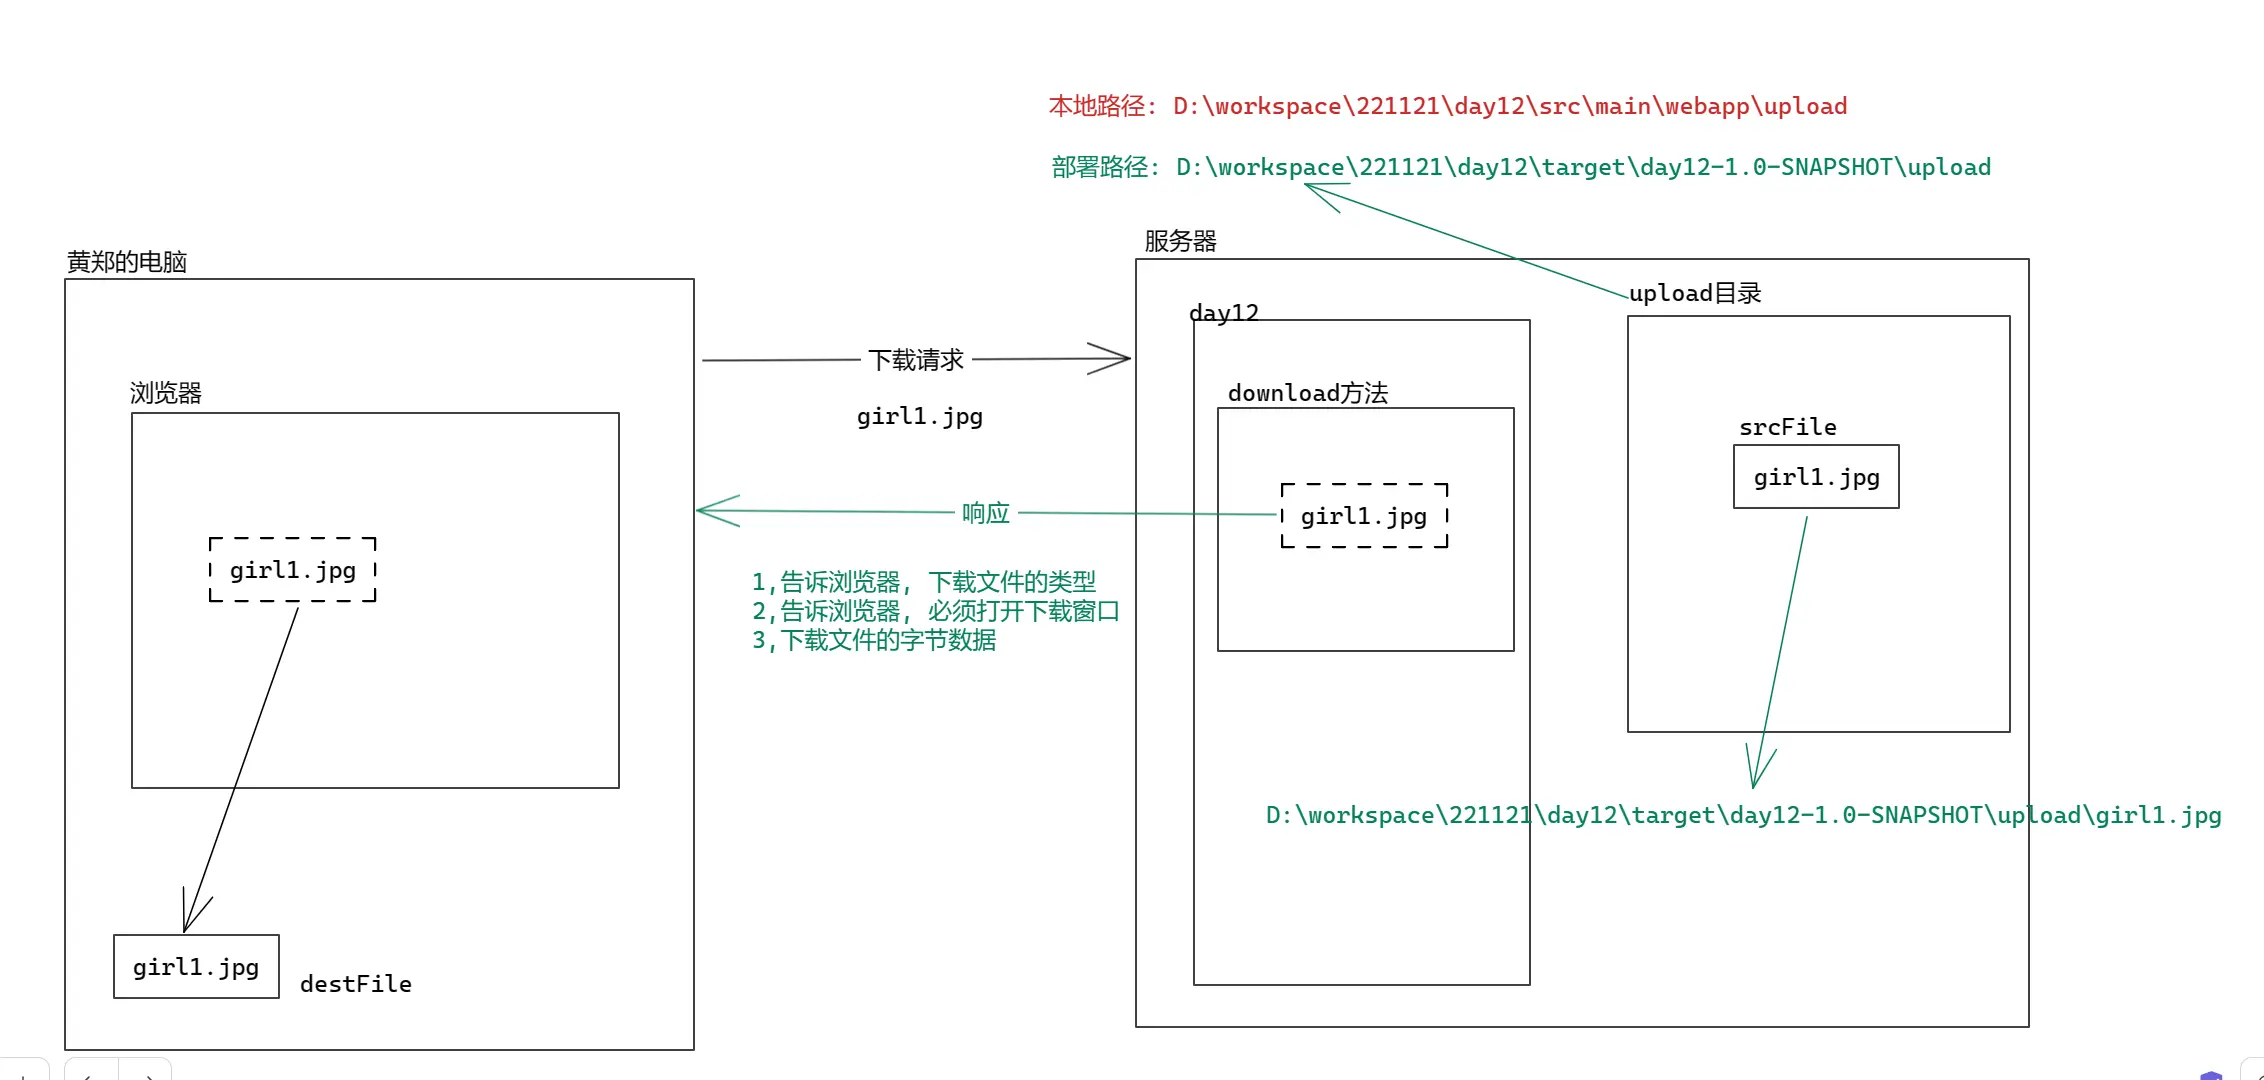 本地路径: D:\workspace\221121\day12\src\main\webapp\upload
部署路径: D:\workspace\221121\day12\target\day12-1.0-SNAPSHOT\upload
黄郑的电脑
浏览器
girl1.jpg
girl1.jpg
destFile
下载请求
girl1.jpg
响应
1,告诉浏览器, 下载文件的类型
2,告诉浏览器, 必须打开下载窗口
3,下载文件的字节数据
服务器
day12
download方法
girl1.jpg
upload目录
srcFile
girl1.jpg
D:\workspace\221121\day12\target\day12-1.0-SNAPSHOT\upload\girl1.jpg